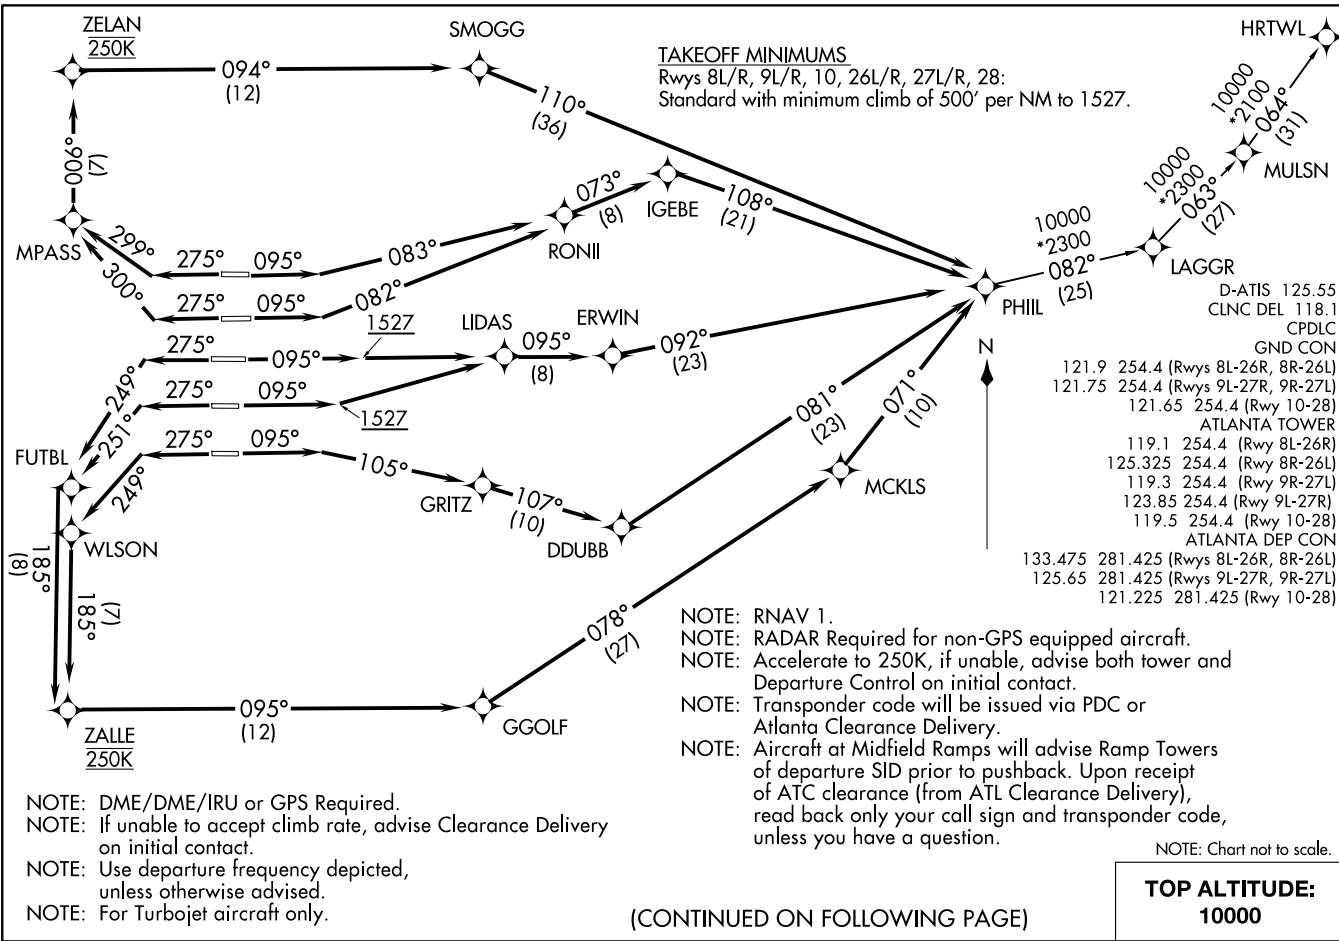 ZELAN
250K
SMOGG
HRTWL
094°
(12)
TAKEOFF MINIMUMS
Rwys 8L/R, 9L/R, 10, 26L/R, 27L/R, 28:
Standard with minimum climb of 500' per NM to 1527.
110°
(36)
10000
*2100
064°
(31)
MULSN
006°
(7)
073°
(8)
IGEBE
108°
(21)
10000
*2300
063°
(27)
MPASS
RONII
10000
*2300
082°
(25)
LAGGR
PHIIL
299°
275°
095°
083°
300°
275°
095°
082°
1527
LIDAS
095°
(8)
ERWIN
092°
(23)
275°
095°
249°
275°
095°
1527
251°
275°
095°
249°
105°
FUTBL
WLSON
GRITZ
107°
(10)
DDUBB
081°
(23)
071°
(10)
MCKLS
N
185°
(8)
185°
(7)
078°
(27)
095°
(12)
GGOLF
ZALLE
250K
D-ATIS 125.55
CLNC DEL 118.1
CPDLC
GND CON
121.9 254.4 (Rwys 8L-26R, 8R-26L)
121.75 254.4 (Rwys 9L-27R, 9R-27L)
121.65 254.4 (Rwy 10-28)
ATLANTA TOWER
119.1 254.4 (Rwy 8L-26R)
125.325 254.4 (Rwy 8R-26L)
119.3 254.4 (Rwy 9R-27L)
123.85 254.4 (Rwy 9L-27R)
119.5 254.4 (Rwy 10-28)
ATLANTA DEP CON
133.475 281.425 (Rwys 8L-26R, 8R-26L)
125.65 281.425 (Rwys 9L-27R, 9R-27L)
121.225 281.425 (Rwy 10-28)
NOTE: RNAV 1.
NOTE: RADAR Required for non-GPS equipped aircraft.
NOTE: Accelerate to 250K, if unable, advise both tower and
Departure Control on initial contact.
NOTE: Transponder code will be issued via PDC or
Atlanta Clearance Delivery.
NOTE: Aircraft at Midfield Ramps will advise Ramp Towers
of departure SID prior to pushback. Upon receipt
of ATC clearance (from ATL Clearance Delivery),
read back only your call sign and transponder code,
unless you have a question.
NOTE: DME/DME/IRU or GPS Required.
NOTE: If unable to accept climb rate, advise Clearance Delivery
on initial contact.
NOTE: Use departure frequency depicted,
unless otherwise advised.
NOTE: For Turbojet aircraft only.
(CONTINUED ON FOLLOWING PAGE)
NOTE: Chart not to scale.
TOP ALTITUDE:
10000